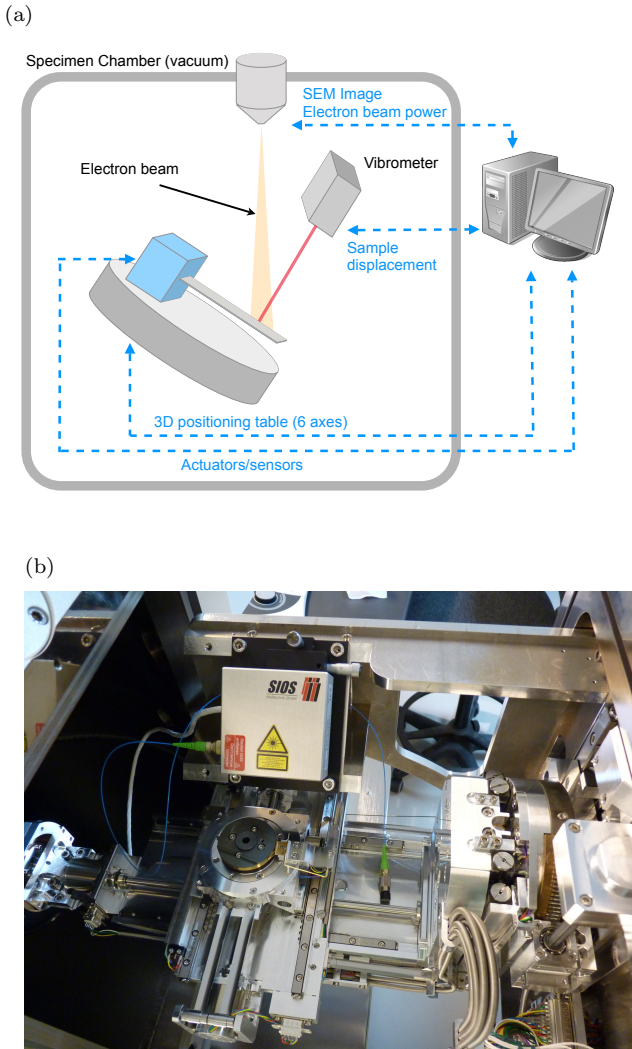 (a)
Specimen Chamber (vacuum)
SEM Image
Electron beam power
Electron beam
Vibrometer
Sample
displacement
3D positioning table (6 axes)
Actuators/sensors
(b)
SIOS